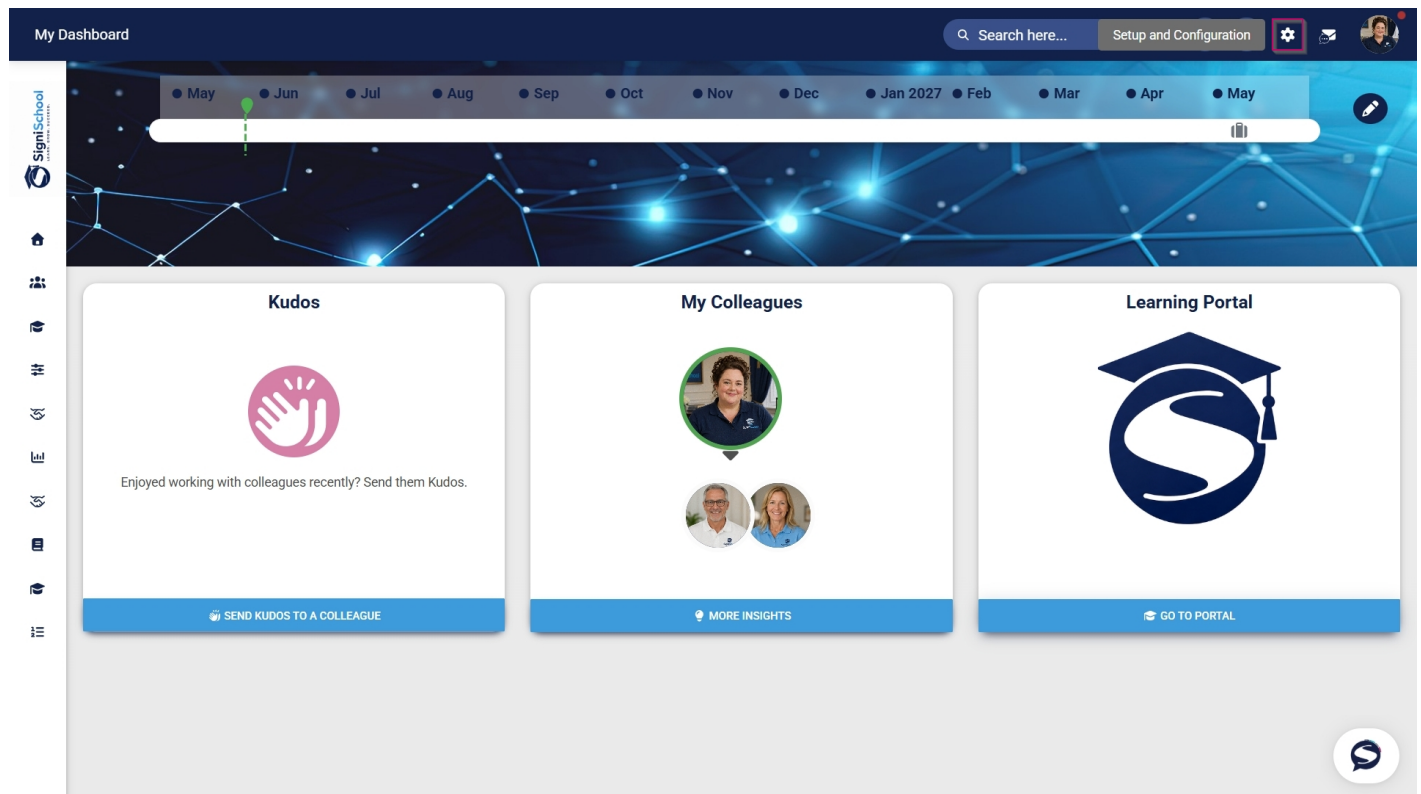 My Dashboard
Search here...
Setup and Configuration
SigniSchool
May
Jun
Jul
Aug
Sep
Oct
Nov
Dec
Jan 2027
Feb
Mar
Apr
May
Kudos
Enjoyed working with colleagues recently? Send them Kudos.
SEND KUDOS TO A COLLEAGUE
My Colleagues
MORE INSIGHTS
Learning Portal
GO TO PORTAL